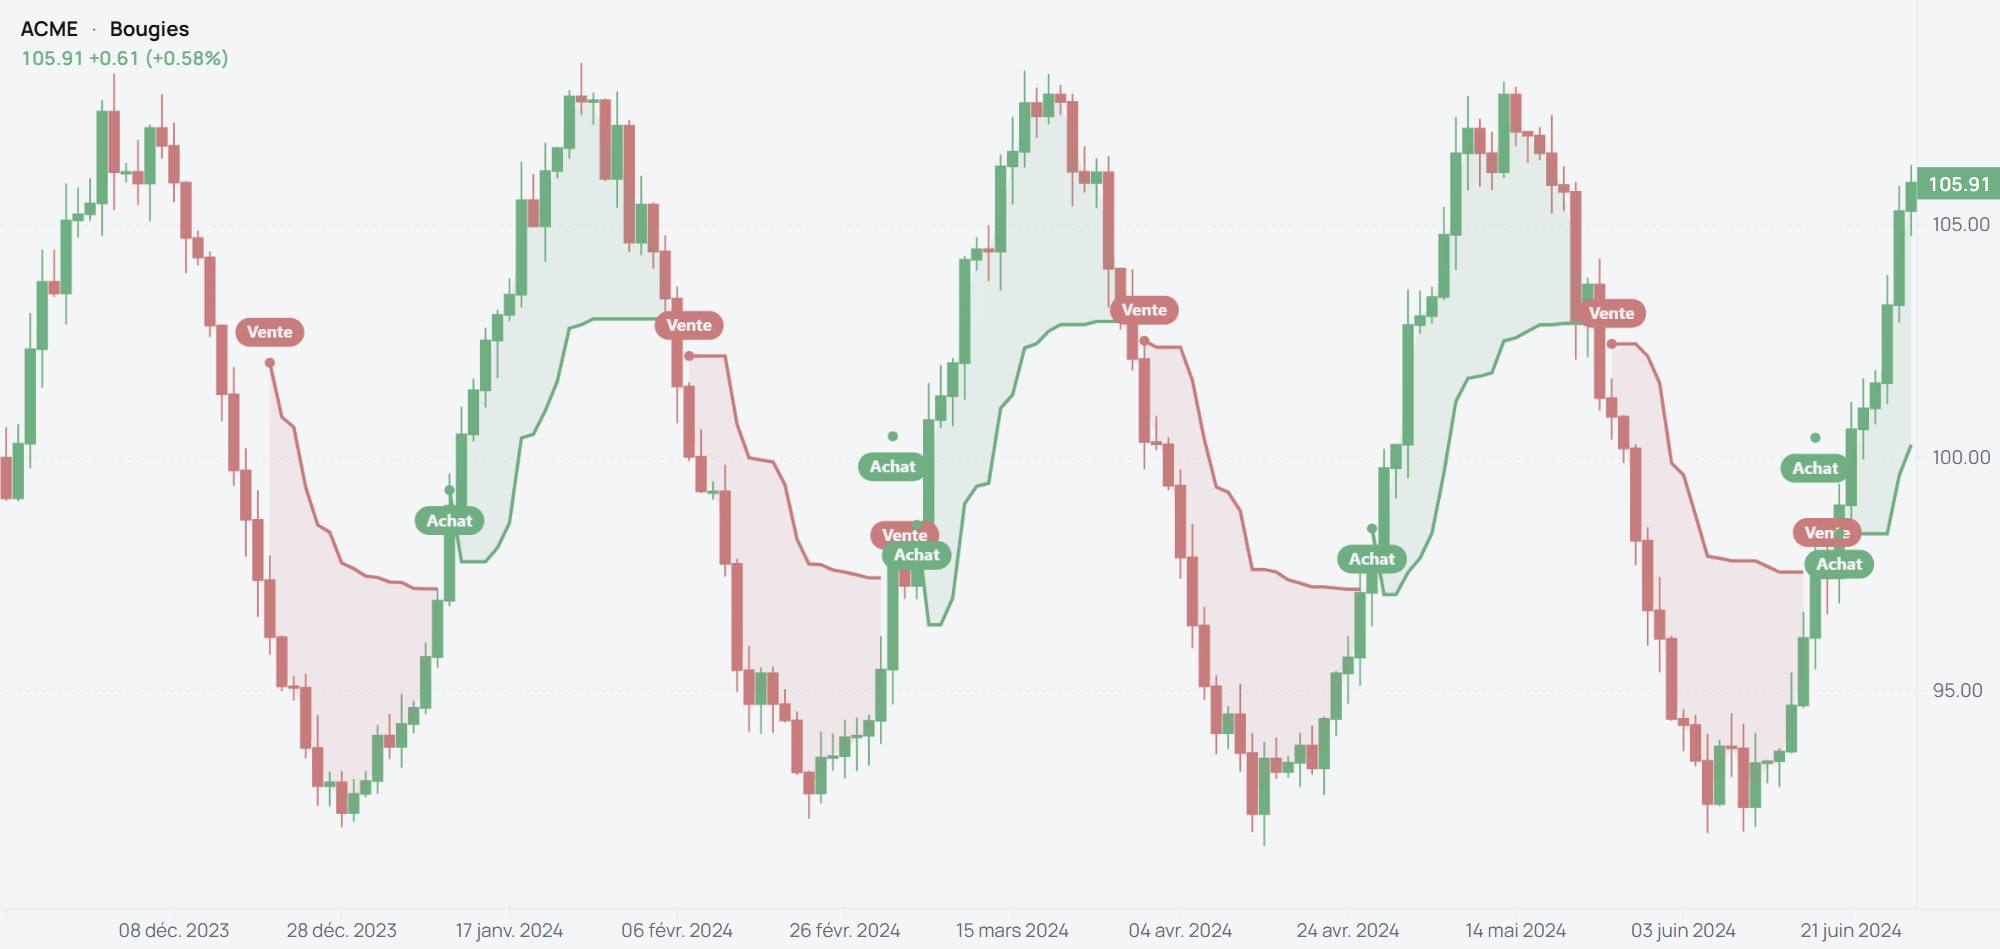 ACME · Bougies
105.91 +0.61 (+0.58%)
105.91
105.00
100.00
95.00
Vente
Achat
Vente
Achat
Vente
Achat
Vente
Achat
Vente
Achat
Vente
Achat
08 déc. 2023
28 déc. 2023
17 janv. 2024
06 févr. 2024
26 févr. 2024
15 mars 2024
04 avr. 2024
24 avr. 2024
14 mai 2024
03 juin 2024
21 juin 2024